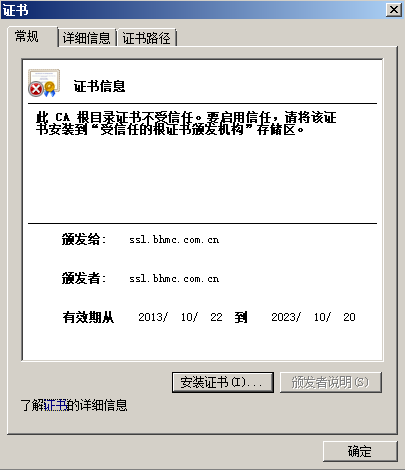 证书
常规
详细信息
证书路径
证书信息
此 CA 根目录证书不受信任。要启用信任，请将该证
书安装到“受信任的根证书颁发机构”存储区。
颁发给: ssl.bhmc.com.cn
颁发者: ssl.bhmc.com.cn
有效期从 2013/ 10/ 22 到 2023/ 10/ 20
安装证书(I)...
颁发者说明(S)
了解证书的详细信息
确定